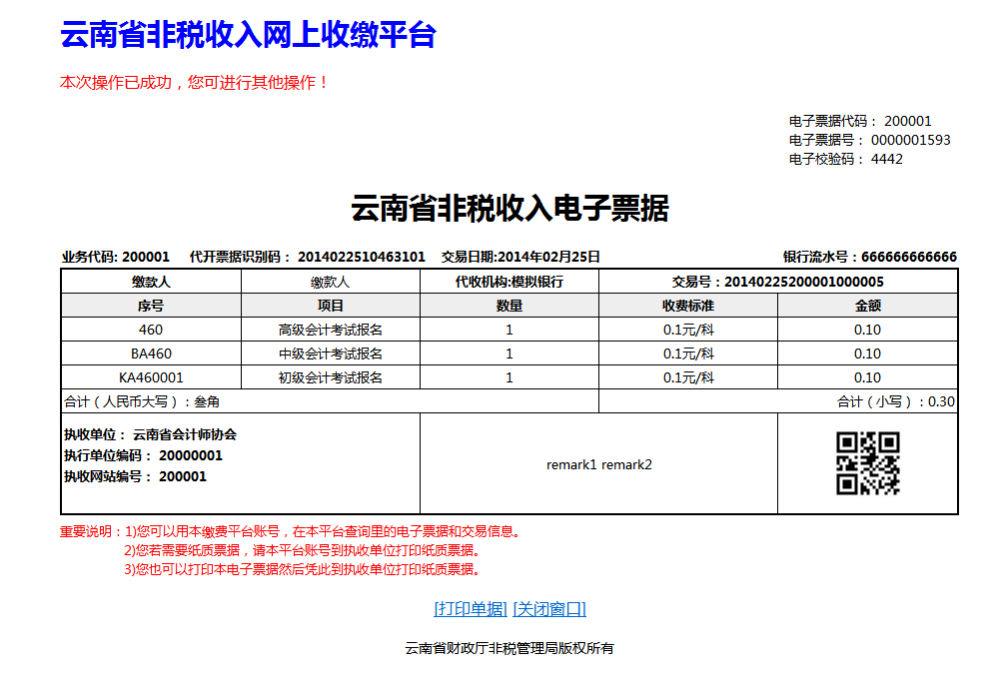 云南省非税收入网上收缴平台
本次操作已成功，您可进行其他操作！
电子票据代码： 200001
电子票据号： 0000001593
电子校验码： 4442
云南省非税收入电子票据
业务代码: 200001 代开票据识别码： 2014022510463101 交易日期:2014年02月25日 银行流水号：666666666666
缴款人 缴款人 代收机构:模拟银行 交易号：20140225200001000005
序号 项目 数量 收费标准 金额
460 高级会计考试报名 1 0.1元/科 0.10
BA460 中级会计考试报名 1 0.1元/科 0.10
KA460001 初级会计考试报名 1 0.1元/科 0.10
合计（人民币大写）：叁角 合计（小写）：0.30
执收单位： 云南省会计师协会
执行单位编码： 20000001
执收网站编号： 200001
remark1 remark2
重要说明：1)您可以用本缴费平台账号，在本平台查询里的电子票据和交易信息。
2)您若需要纸质票据，请本平台账号到执收单位打印纸质票据。
3)您也可以打印本电子票据然后凭此到执收单位打印纸质票据。
[打印单据] [关闭窗口]
云南省财政厅非税管理局版权所有